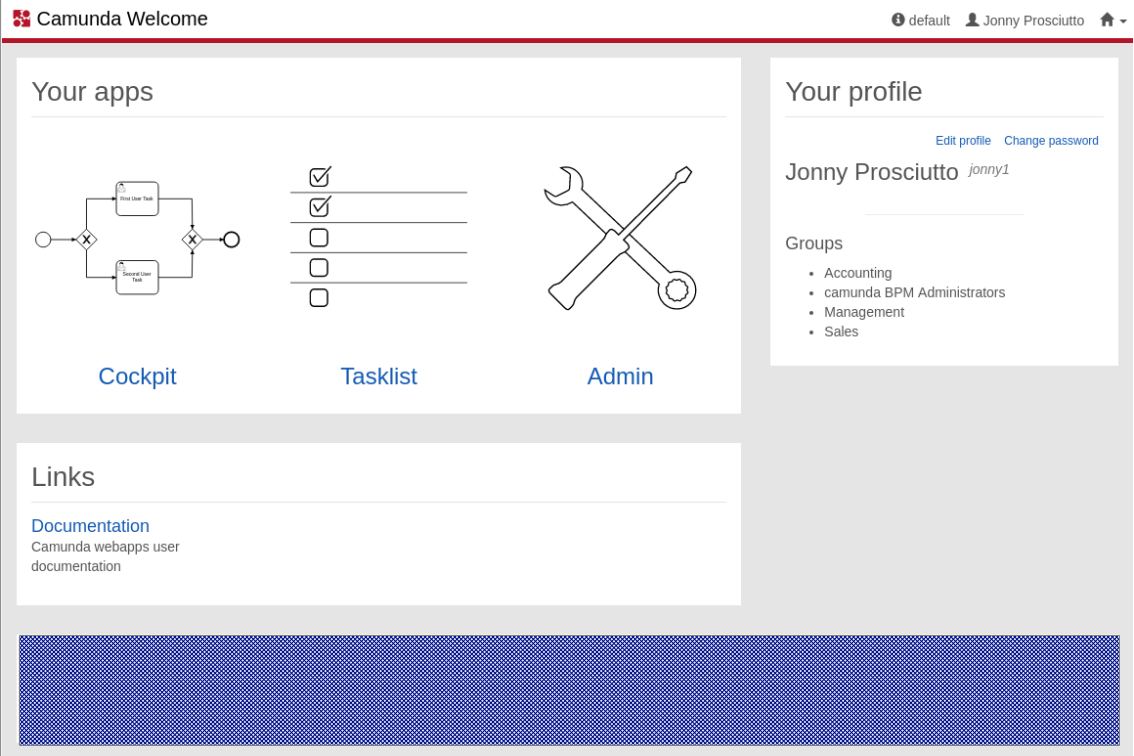 Camunda Welcome
default
Jonny Prosciutto
Your apps
First User Task
X
X
Second User
Task
Cockpit
Tasklist
Admin
Your profile
Edit profile Change password
Jonny Prosciutto jonny1
Groups
Accounting
camunda BPM Administrators
Management
Sales
Links
Documentation
Camunda webapps user
documentation